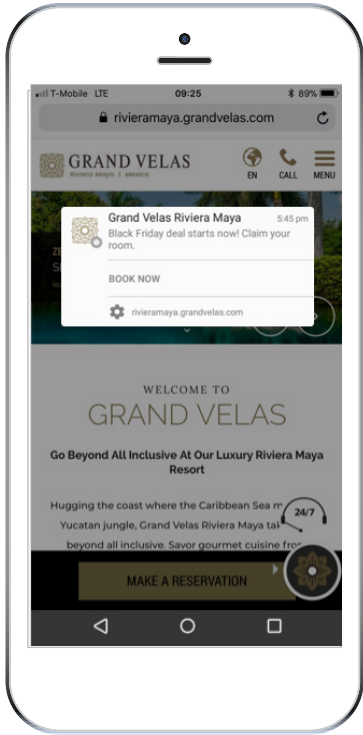 T-Mobile LTE 09:25 89%
rivieramaya.grandvelas.com
GRAND VELAS
Riviera Maya | Mexico
EN CALL MENU
Grand Velas Riviera Maya 5:45 pm
Black Friday deal starts now! Claim your
room.
BOOK NOW
rivieramaya.grandvelas.com
WELCOME TO
GRAND VELAS
Go Beyond All Inclusive At Our Luxury Riviera Maya
Resort
Hugging the coast where the Caribbean Sea
24/7
Yucatan jungle, Grand Velas Riviera Maya
beyond all inclusive. Savor gourmet cuisine
MAKE A RESERVATION